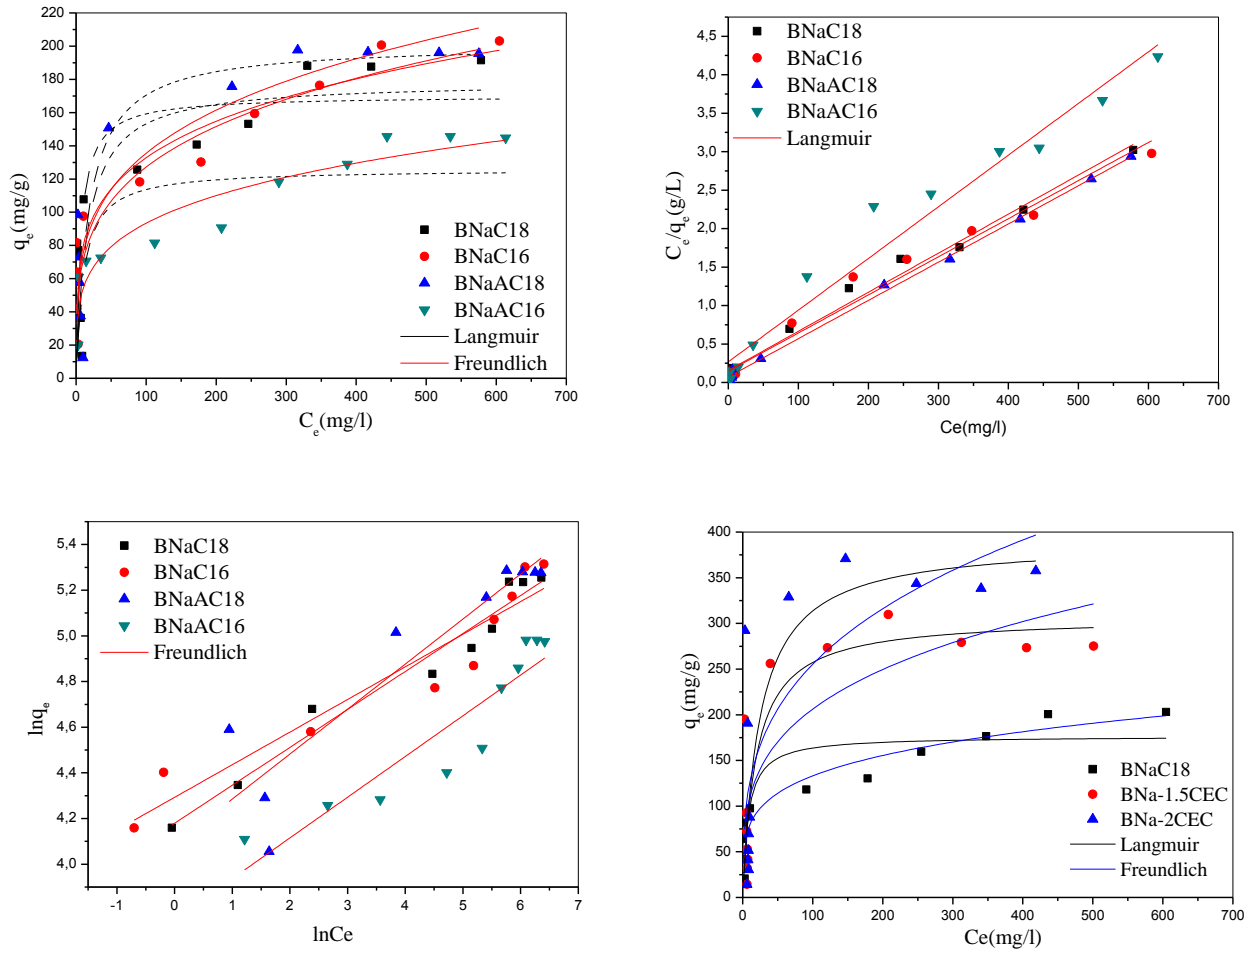 220
200
180
160
140
120
100
80
60
40
20
0
q_e(mg/g)
BNaC18
BNaC16
BNaAC18
BNaAC16
Langmuir
Freundlich
0 100 200 300 400 500 600 700
C_e(mg/l)
4,5
4,0
3,5
3,0
2,5
2,0
1,5
1,0
0,5
0,0
C_e/q_e(g/L)
BNaC18
BNaC16
BNaAC18
BNaAC16
Langmuir
0 100 200 300 400 500 600 700
Ce(mg/l)
5,4
5,2
5,0
4,8
4,6
4,4
4,2
4,0
lnq_e
BNaC18
BNaC16
BNaAC18
BNaAC16
Freundlich
-1 0 1 2 3 4 5 6 7
lnCe
400
350
300
250
200
150
100
50
0
q_e(mg/g)
BNaC18
BNa-1.5CEC
BNa-2CEC
Langmuir
Freundlich
0 100 200 300 400 500 600 700
Ce(mg/l)